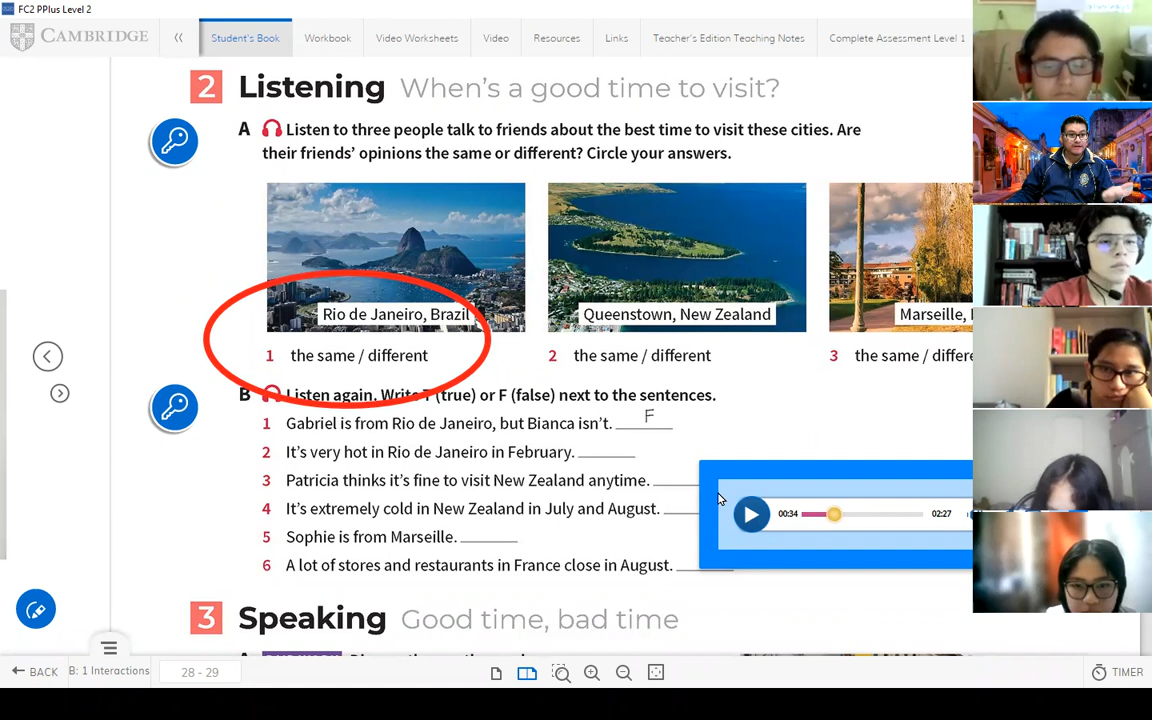 FC2 PPlus Level 2
CAMBRIDGE
Student's Book
Workbook
Video Worksheets
Video
Resources
Links
Teacher's Edition Teaching Notes
Complete Assessment Level 1
2 Listening When's a good time to visit?
A Listen to three people talk to friends about the best time to visit these cities. Are
their friends' opinions the same or different? Circle your answers.
Rio de Janeiro, Brazil
Queenstown, New Zealand
Marseille,
1 the same / different
2 the same / different
3 the same / differe
B Listen again. Write T (true) or F (false) next to the sentences.
1 Gabriel is from Rio de Janeiro, but Bianca isn't. F
2 It's very hot in Rio de Janeiro in February.
3 Patricia thinks it's fine to visit New Zealand anytime.
4 It's extremely cold in New Zealand in July and August.
5 Sophie is from Marseille.
6 A lot of stores and restaurants in France close in August.
00:34
02:27
3 Speaking Good time, bad time
BACK
B: 1 Interactions
28 - 29
TIMER